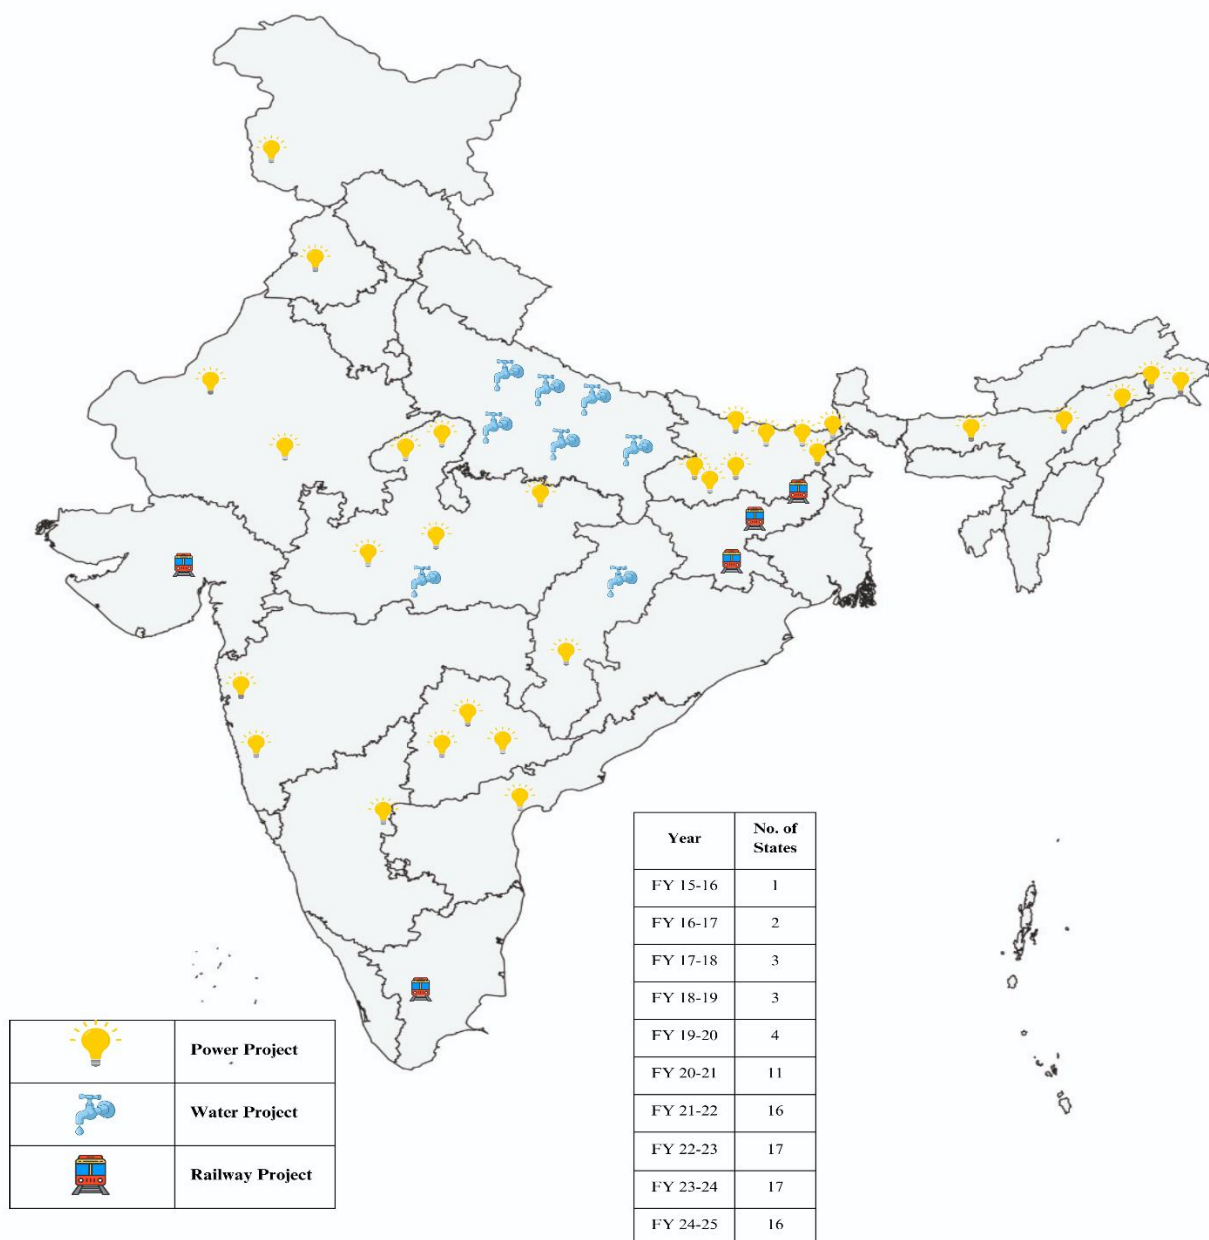 Year No. of
States
FY 15-16 1
FY 16-17 2
FY 17-18 3
FY 18-19 3
FY 19-20 4
FY 20-21 11
FY 21-22 16
FY 22-23 17
FY 23-24 17
FY 24-25 16
Power Project
Water Project
Railway Project